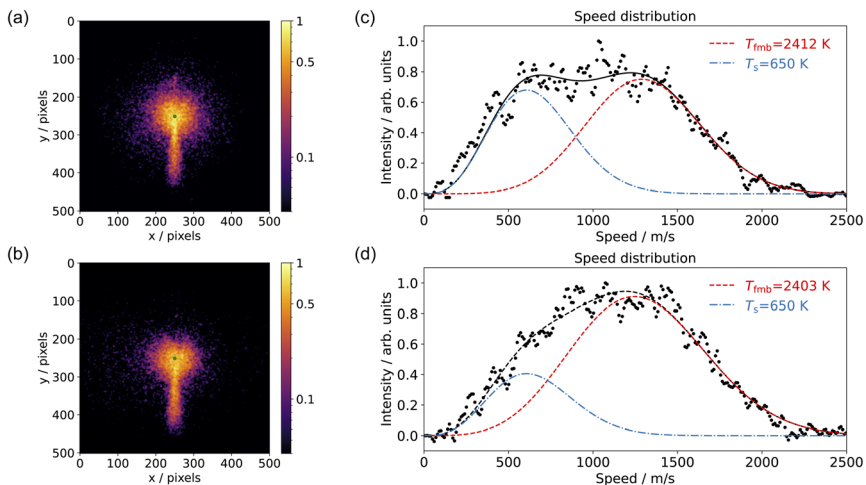 (a)
0
100
200
300
400
500
y / pixels
0 100 200 300 400 500
x / pixels
1
0.5
0.1
(b)
0
100
200
300
400
500
y / pixels
0 100 200 300 400 500
x / pixels
1
0.5
0.1
(c)
Speed distribution
1.0
0.8
0.6
0.4
0.2
0.0
Intensity / arb. units
Tfmb=2412 K
Ts=650 K
0 500 1000 1500 2000 2500
Speed / m/s
(d)
Speed distribution
1.0
0.8
0.6
0.4
0.2
0.0
Intensity / arb. units
Tfmb=2403 K
Ts=650 K
0 500 1000 1500 2000 2500
Speed / m/s